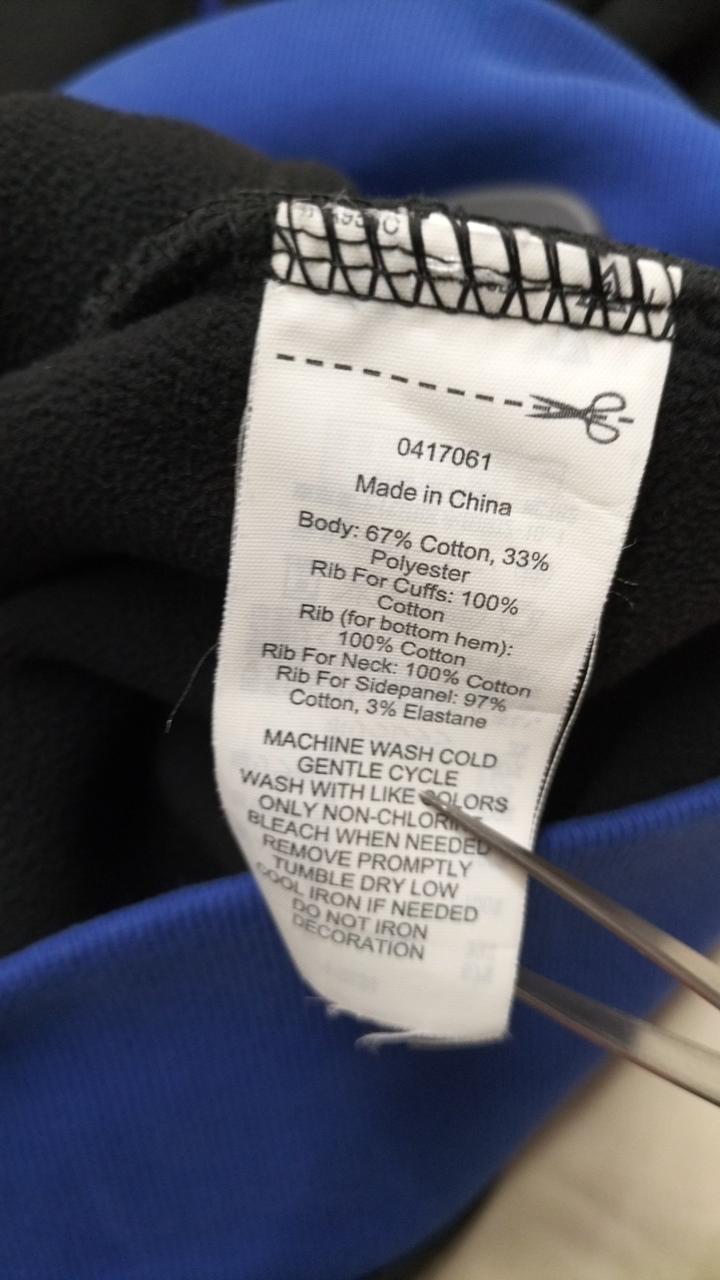 0417061
Made in China
Body: 67% Cotton, 33%
Polyester
Rib For Cuffs: 100%
Cotton
Rib (for bottom hem):
100% Cotton
Rib For Neck: 100% Cotton
Rib For Sidepanel: 97%
Cotton, 3% Elastane
MACHINE WASH COLD
GENTLE CYCLE
WASH WITH LIKE COLORS
ONLY NON-CHLORINE
BLEACH WHEN NEEDED
REMOVE PROMPTLY
TUMBLE DRY LOW
COOL IRON IF NEEDED
DO NOT IRON
DECORATION